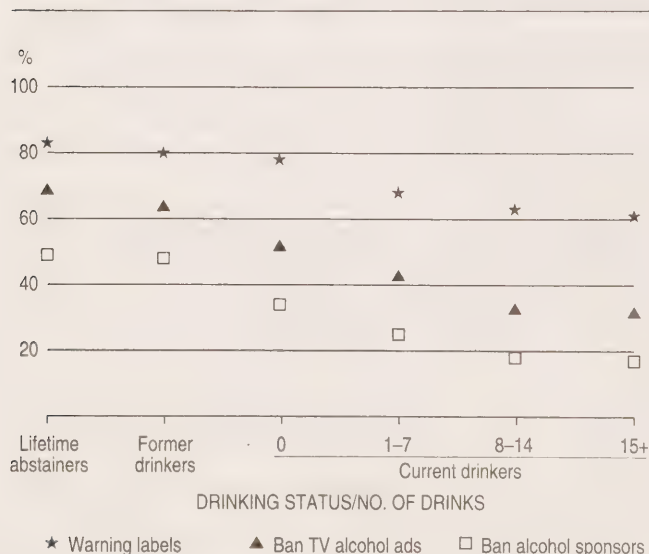 %
100
80
60
40
20
Lifetime abstainers
Former drinkers
0
1–7
8–14
15+
Current drinkers
DRINKING STATUS/NO. OF DRINKS
★ Warning labels ▲ Ban TV alcohol ads □ Ban alcohol sponsors